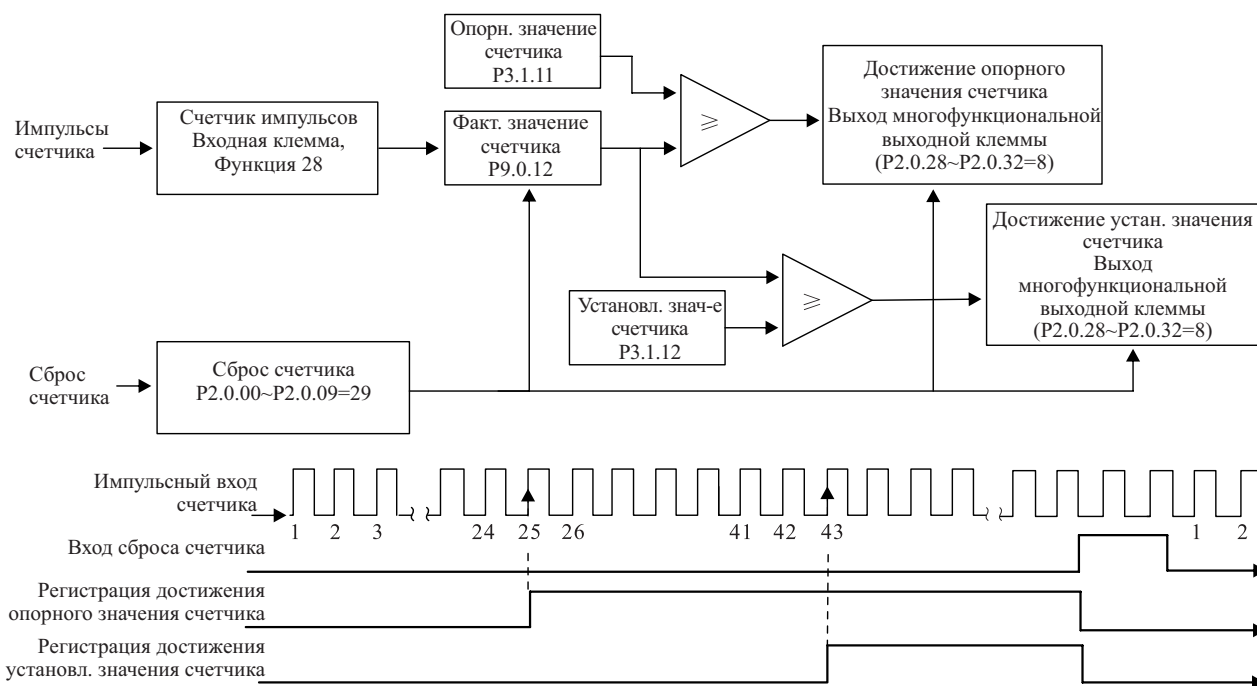 Опорн. значение
счетчика
P3.1.11
Импульсы
счетчика
Счетчик импульсов
Входная клемма,
Функция 28
Факт. значение
счетчика
P9.0.12
≥
Достижение опорного
значения счетчика
Выход многофункциональной
выходной клеммы
(P2.0.28~P2.0.32=8)
Достижение устан. значения
счетчика
Выход
многофункциональной
выходной клеммы
(P2.0.28~P2.0.32=8)
≥
Установл. знач-е
счетчика
P3.1.12
Сброс
счетчика
Сброс счетчика
P2.0.00~P2.0.09=29
Импульсный вход
счетчика
1 2 3 24 25 26 41 42 43 1 2
Вход сброса счетчика
Регистрация достижения
опорного значения счетчика
Регистрация достижения
установл. значения счетчика